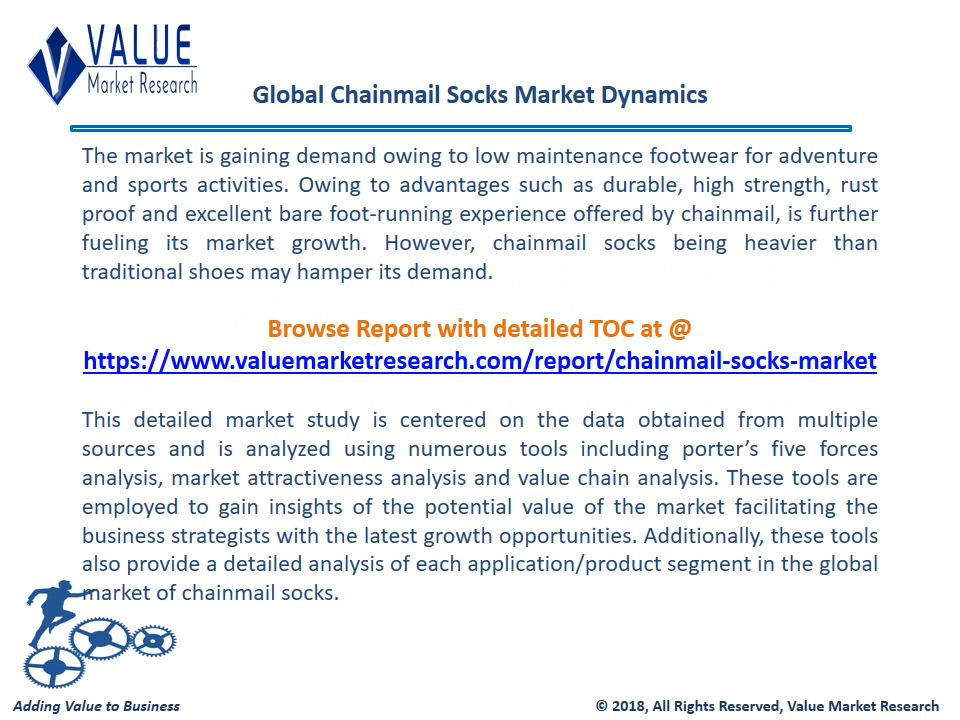 VALUE
Market Research
Global Chainmail Socks Market Dynamics
The market is gaining demand owing to low maintenance footwear for adventure
and sports activities. Owing to advantages such as durable, high strength, rust
proof and excellent bare foot-running experience offered by chainmail, is further
fueling its market growth. However, chainmail socks being heavier than
traditional shoes may hamper its demand.
Browse Report with detailed TOC at @
https://www.valuemarketresearch.com/report/chainmail-socks-market
This detailed market study is centered on the data obtained from multiple
sources and is analyzed using numerous tools including porter’s five forces
analysis, market attractiveness analysis and value chain analysis. These tools are
employed to gain insights of the potential value of the market facilitating the
business strategists with the latest growth opportunities. Additionally, these tools
also provide a detailed analysis of each application/product segment in the global
market of chainmail socks.
Adding Value to Business
© 2018, All Rights Reserved, Value Market Research